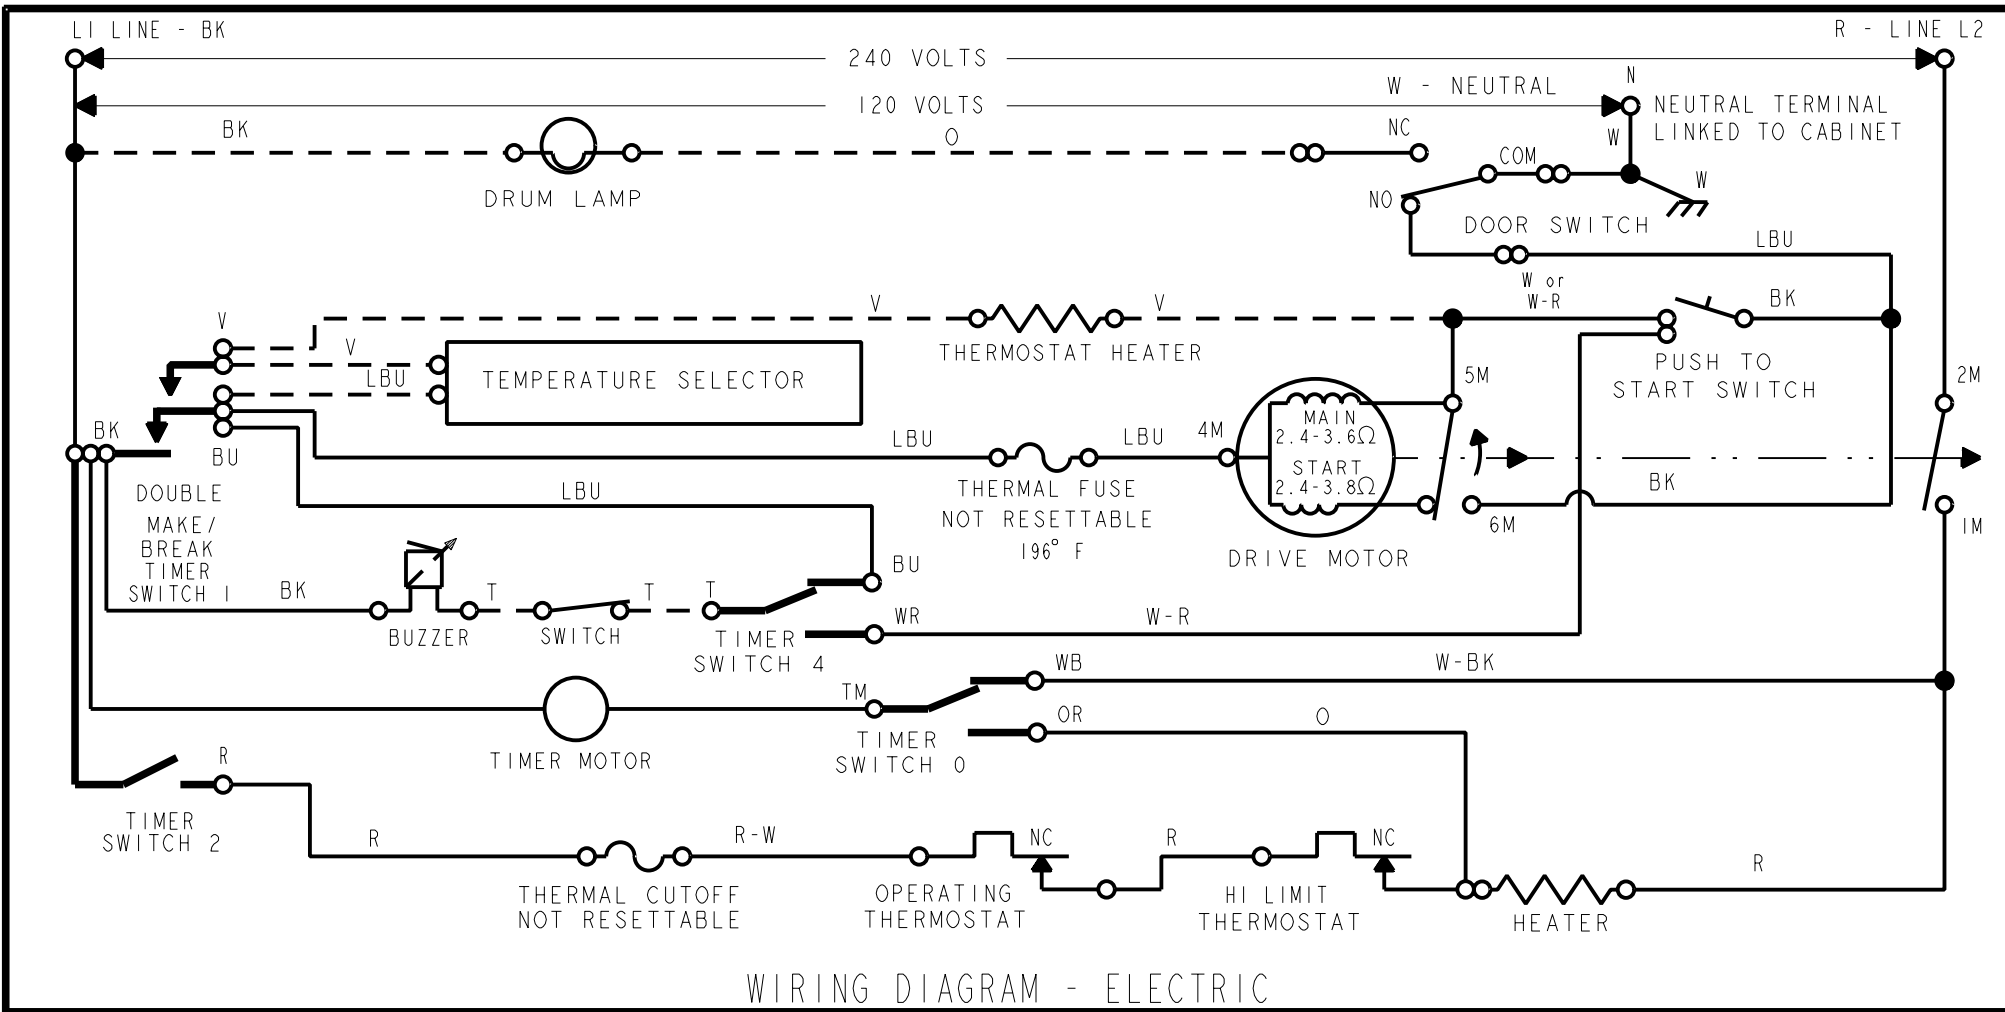 L1 LINE - BK
R - LINE L2
240 VOLTS
W - NEUTRAL
N
120 VOLTS
NEUTRAL TERMINAL
LINKED TO CABINET
BK
O
NC
W
COM
W
DRUM LAMP
NO
DOOR SWITCH
LBU
W or
W-R
BK
V
V
V
V
THERMOSTAT HEATER
PUSH TO
START SWITCH
LBU
TEMPERATURE SELECTOR
5M
2M
MAIN
2.4-3.6Ω
BK
BU
LBU
LBU
4M
START
2.4-3.8Ω
BK
DOUBLE
MAKE/
BREAK
TIMER
SWITCH 1
LBU
THERMAL FUSE
NOT RESETTABLE
196° F
6M
1M
DRIVE MOTOR
BU
BK
T
T
T
BUZZER
SWITCH
TIMER
SWITCH 4
WR
W-R
WB
W-BK
TM
OR
O
TIMER MOTOR
TIMER
SWITCH 0
R
TIMER
SWITCH 2
R
R-W
NC
R
NC
R
THERMAL CUTOFF
NOT RESETTABLE
OPERATING
THERMOSTAT
HI LIMIT
THERMOSTAT
HEATER
WIRING DIAGRAM - ELECTRIC